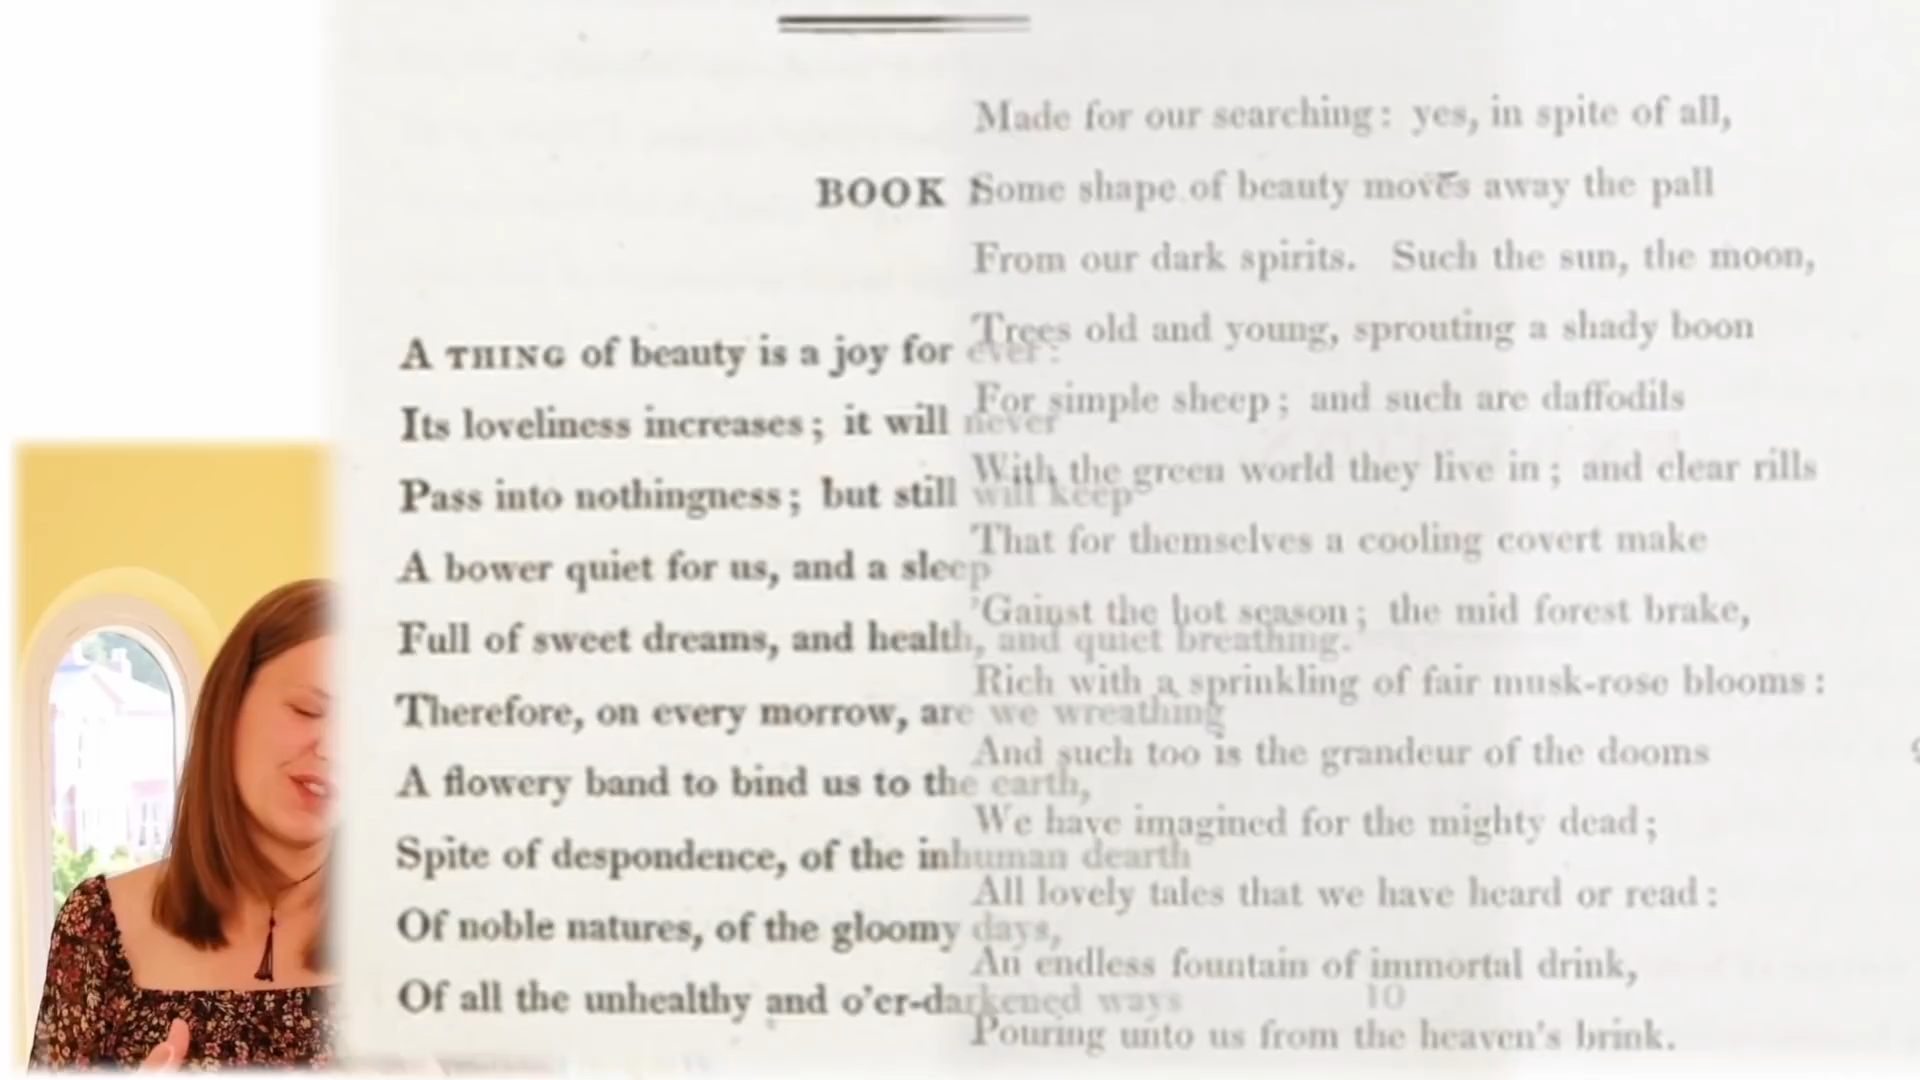 BOOK
A THING of beauty is a joy for ever:
Its loveliness increases; it will never
Pass into nothingness; but still will keep
A bower quiet for us, and a sleep
Full of sweet dreams, and health, and quiet breathing.
Therefore, on every morrow, are we wreathing
A flowery band to bind us to the earth,
Spite of despondence, of the inhuman dearth
Of noble natures, of the gloomy days,
Of all the unhealthy and o'er-darkened ways
10
Made for our searching: yes, in spite of all,
Some shape of beauty moves away the pall
From our dark spirits. Such the sun, the moon,
Trees old and young, sprouting a shady boon
For simple sheep; and such are daffodils
With the green world they live in; and clear rills
That for themselves a cooling covert make
'Gainst the hot season; the mid forest brake,
Rich with a sprinkling of fair musk-rose blooms:
And such too is the grandeur of the dooms
We have imagined for the mighty dead;
All lovely tales that we have heard or read:
An endless fountain of immortal drink,
Pouring unto us from the heaven's brink.